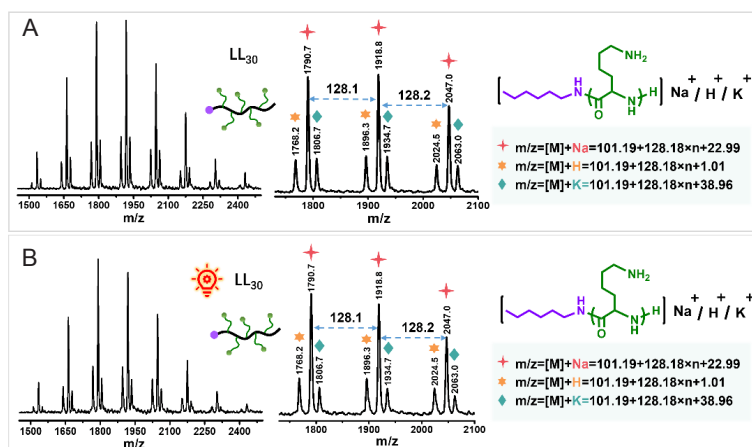 A
LL30
1768.2
1790.7
1806.7
128.1
1896.3
1918.8
1934.7
128.2
2024.5
2047.0
2063.0
1500 1650 1800 1950 2100 2250 2400
m/z
1800 1900 2000 2100
m/z
NH2
[ H N ( C O N H ) H ] Na+ / H+ / K+
n
m/z=[M]+Na=101.19+128.18×n+22.99
m/z=[M]+H=101.19+128.18×n+1.01
m/z=[M]+K=101.19+128.18×n+38.96
B
LL30
1768.2
1790.7
1806.7
128.1
1896.3
1918.8
1934.7
128.2
2024.5
2047.0
2063.0
1500 1650 1800 1950 2100 2250 2400
m/z
1800 1900 2000 2100
m/z
NH2
[ H N ( C O N H ) H ] Na+ / H+ / K+
n
m/z=[M]+Na=101.19+128.18×n+22.99
m/z=[M]+H=101.19+128.18×n+1.01
m/z=[M]+K=101.19+128.18×n+38.96